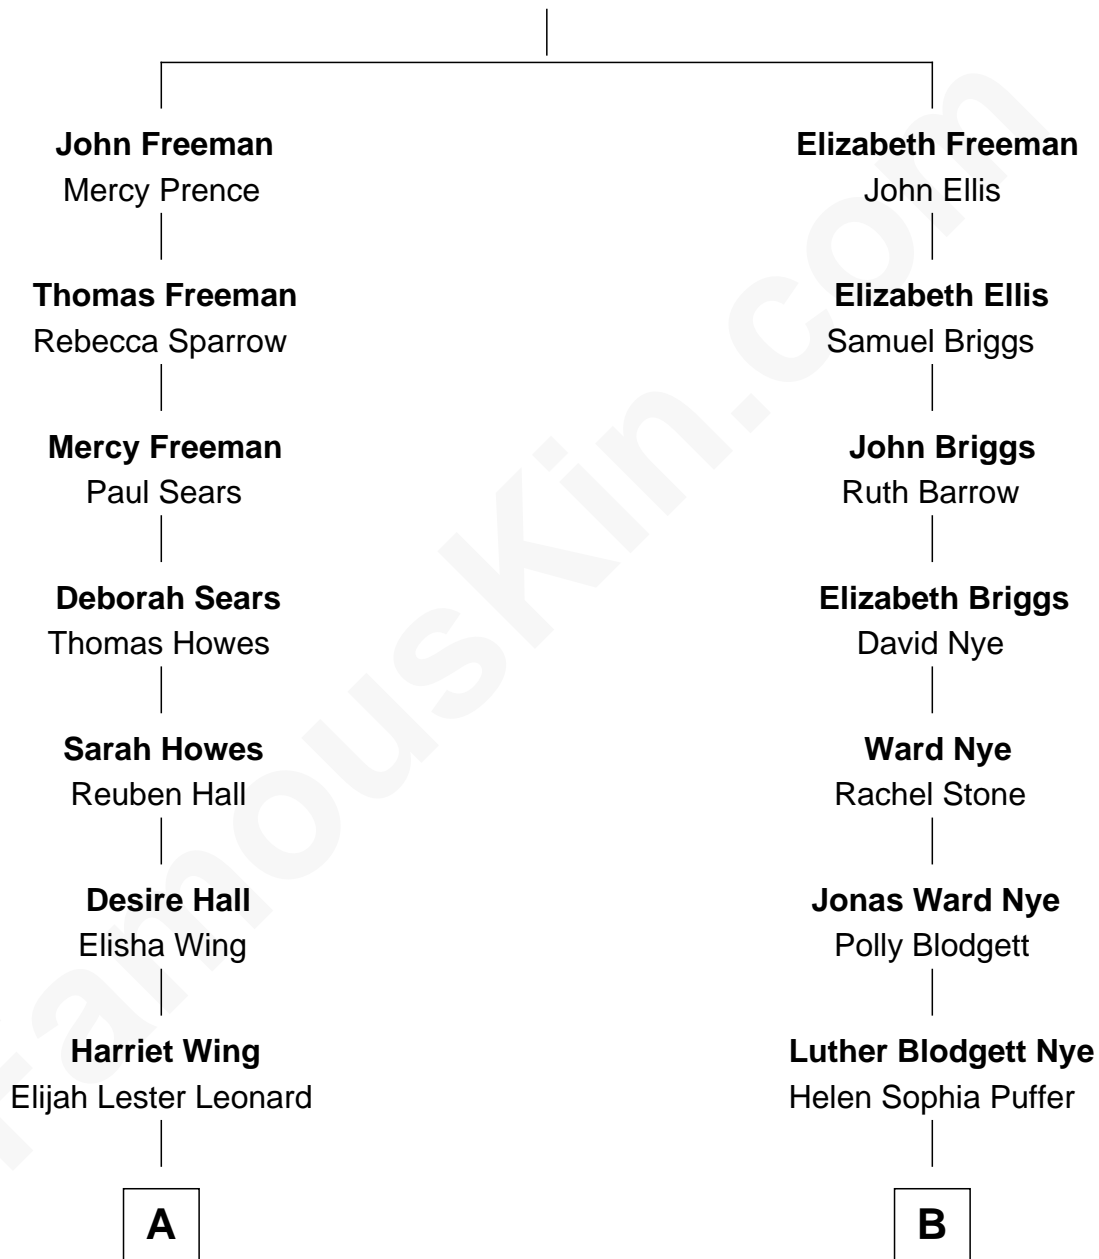 John Freeman
Mercy Prence
Thomas Freeman
Rebecca Sparrow
Mercy Freeman
Paul Sears
Deborah Sears
Thomas Howes
Sarah Howes
Reuben Hall
Desire Hall
Elisha Wing
Harriet Wing
Elijah Lester Leonard
A
Elizabeth Freeman
John Ellis
Elizabeth Ellis
Samuel Briggs
John Briggs
Ruth Barrow
Elizabeth Briggs
David Nye
Ward Nye
Rachel Stone
Jonas Ward Nye
Polly Blodgett
Luther Blodgett Nye
Helen Sophia Puffer
B
FamousKin.com